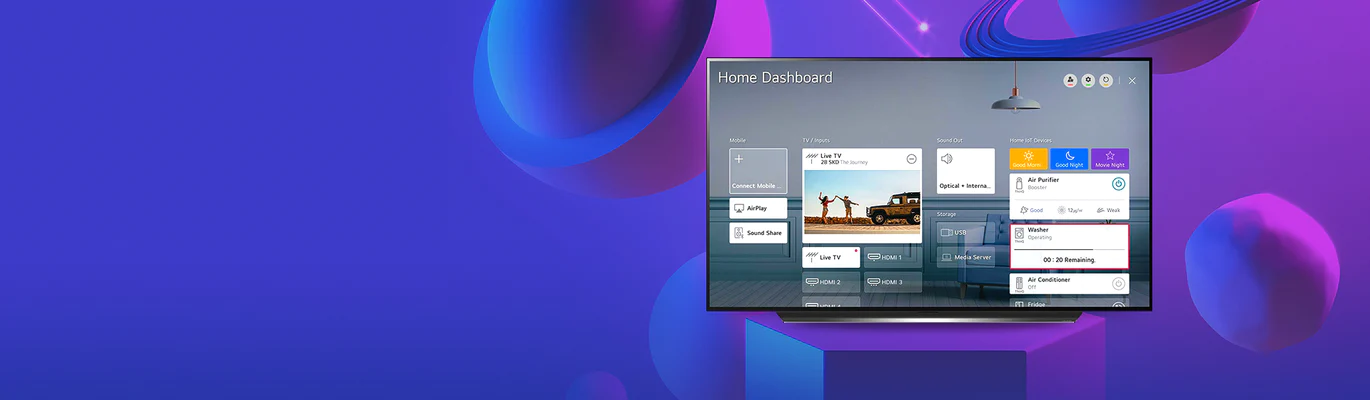 Home Dashboard
Mobile
Connect Mobile ...
AirPlay
Sound Share
TV / Inputs
Live TV
28 SKD The Journey
Live TV
HDMI 1
HDMI 2
HDMI 3
HDMI 4
Sound Out
Optical + Interna...
Storage
USB
Media Server
Home IoT Devices
Good Morni
Good Night
Movie Night
Air Purifier
Booster
Good
12㎍/㎥
Weak
Washer
Operating
00 : 20 Remaining.
Air Conditioner
Off
Fridge